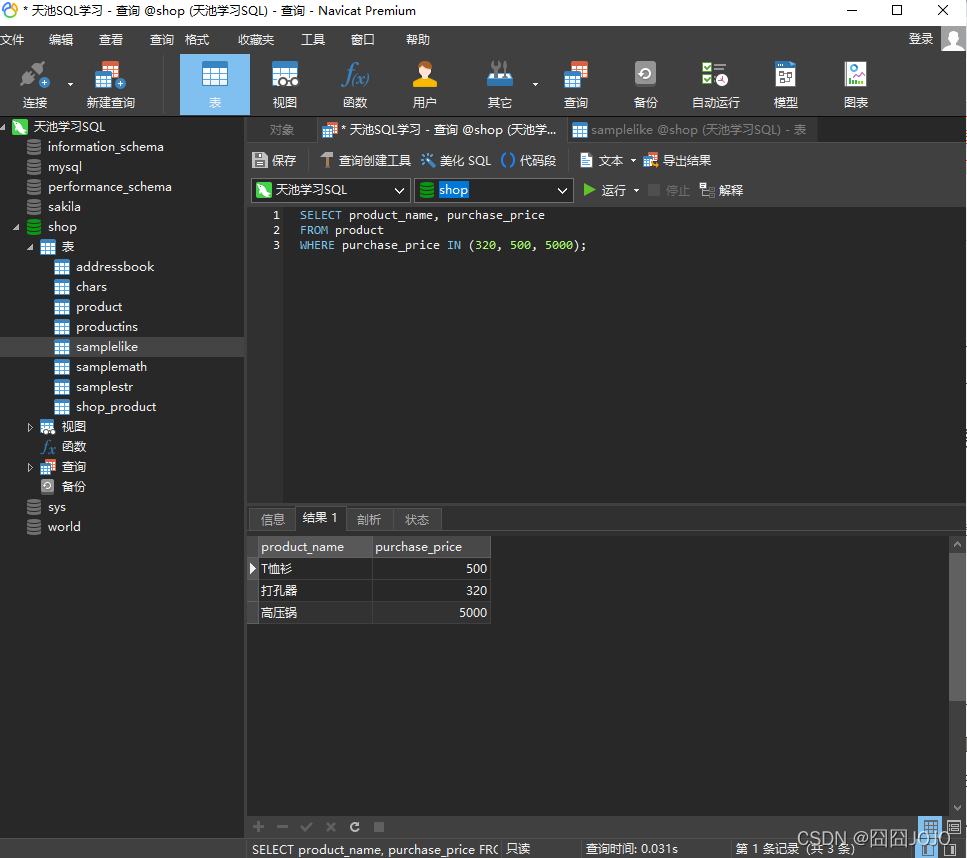 * 天池SQL学习 - 查询 @shop (天池SQL学习) - 查询 - Navicat Premium
文件 编辑 查看 查询 格式 收藏夹 工具 窗口 帮助 登录
连接 新建查询 表 视图 函数 用户 其它 查询 备份 自动运行 模型 图表
天池学习SQL
information_schema
mysql
performance_schema
sakila
shop
表
addressbook
chars
product
productins
samplelike
samplemath
samplestr
shop_product
视图
函数
查询
备份
sys
world
对象 * 天池SQL学习 - 查询 @shop (天池学... samplelike @shop (天池学习SQL) - 表
保存 查询创建工具 美化 SQL 代码段 文本 导出结果
天池学习SQL shop 运行 停止 解释
1 SELECT product_name, purchase_price
2 FROM product
3 WHERE purchase_price IN (320, 500, 5000);
信息 结果 1 剖析 状态
product_name purchase_price
T恤衫 500
打孔器 320
高压锅 5000
SELECT product_name, purchase_price FRC 只读 查询时间: 0.031s 第 1 条记录 (共 3 条)
CSDN @囧囧JOJO